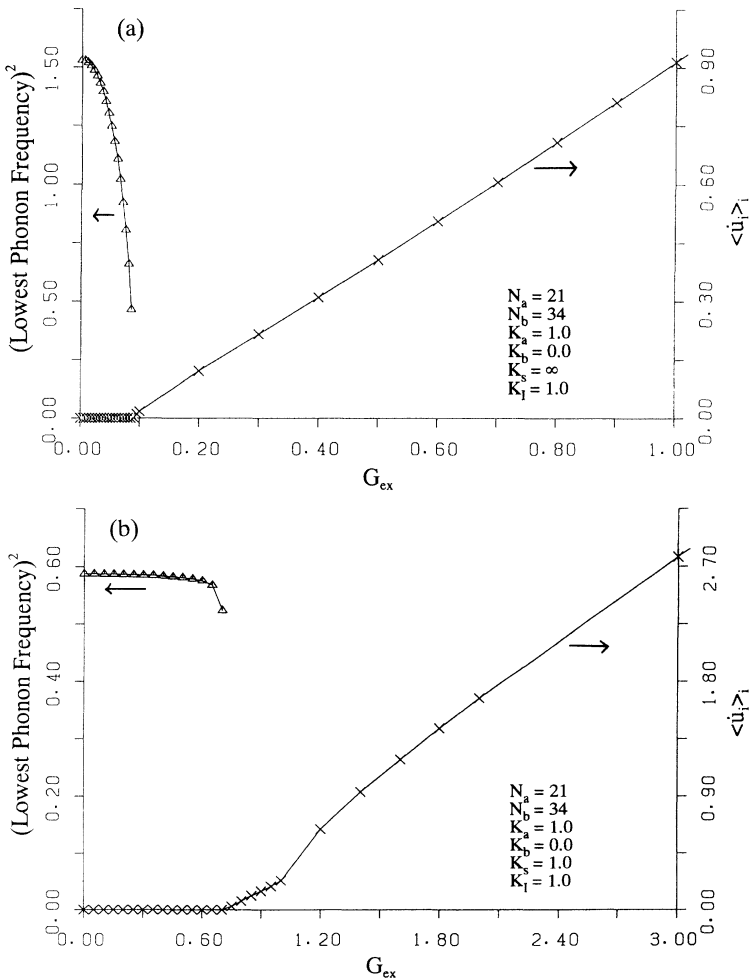 (a)
(Lowest Phonon Frequency)²
1.50
1.00
0.50
0.00
0.90
0.60
0.30
0.00
<u̇ᵢ>ᵢ
Nₐ = 21
N_b = 34
Kₐ = 1.0
K_b = 0.0
Kₛ = ∞
K_I = 1.0
0.00 0.20 0.40 0.60 0.80 1.00
G_ex
(b)
(Lowest Phonon Frequency)²
0.60
0.40
0.20
0.00
2.70
1.80
0.90
0.00
<u̇ᵢ>ᵢ
Nₐ = 21
N_b = 34
Kₐ = 1.0
K_b = 0.0
Kₛ = 1.0
K_I = 1.0
0.00 0.60 1.20 1.80 2.40 3.00
G_ex